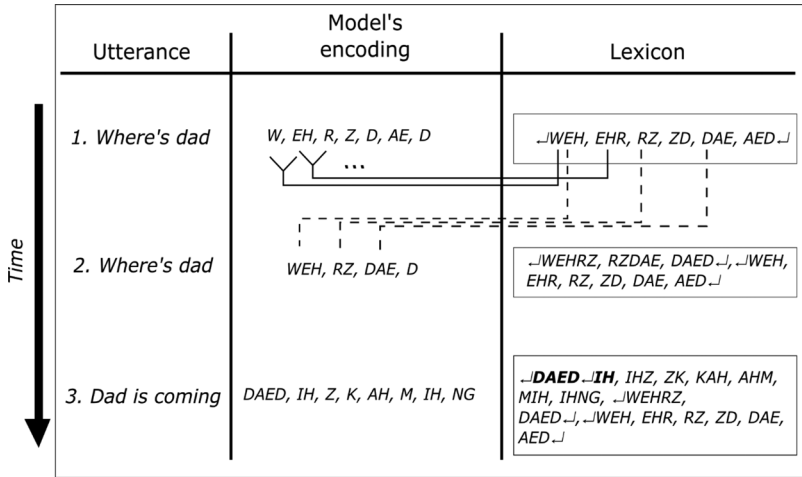 Utterance
Model's
encoding
Lexicon
Time
1. Where's dad
W, EH, R, Z, D, AE, D
...
↵WEH, EHR, RZ, ZD, DAE, AED↵
2. Where's dad
WEH, RZ, DAE, D
↵WEHRZ, RZDAE, DAED↵,↵WEH,
EHR, RZ, ZD, DAE, AED↵
3. Dad is coming
DAED, IH, Z, K, AH, M, IH, NG
↵DAED↵IH, IHZ, ZK, KAH, AHM,
MIH, IHNG, ↵WEHRZ,
DAED↵,↵WEH, EHR, RZ, ZD, DAE,
AED↵